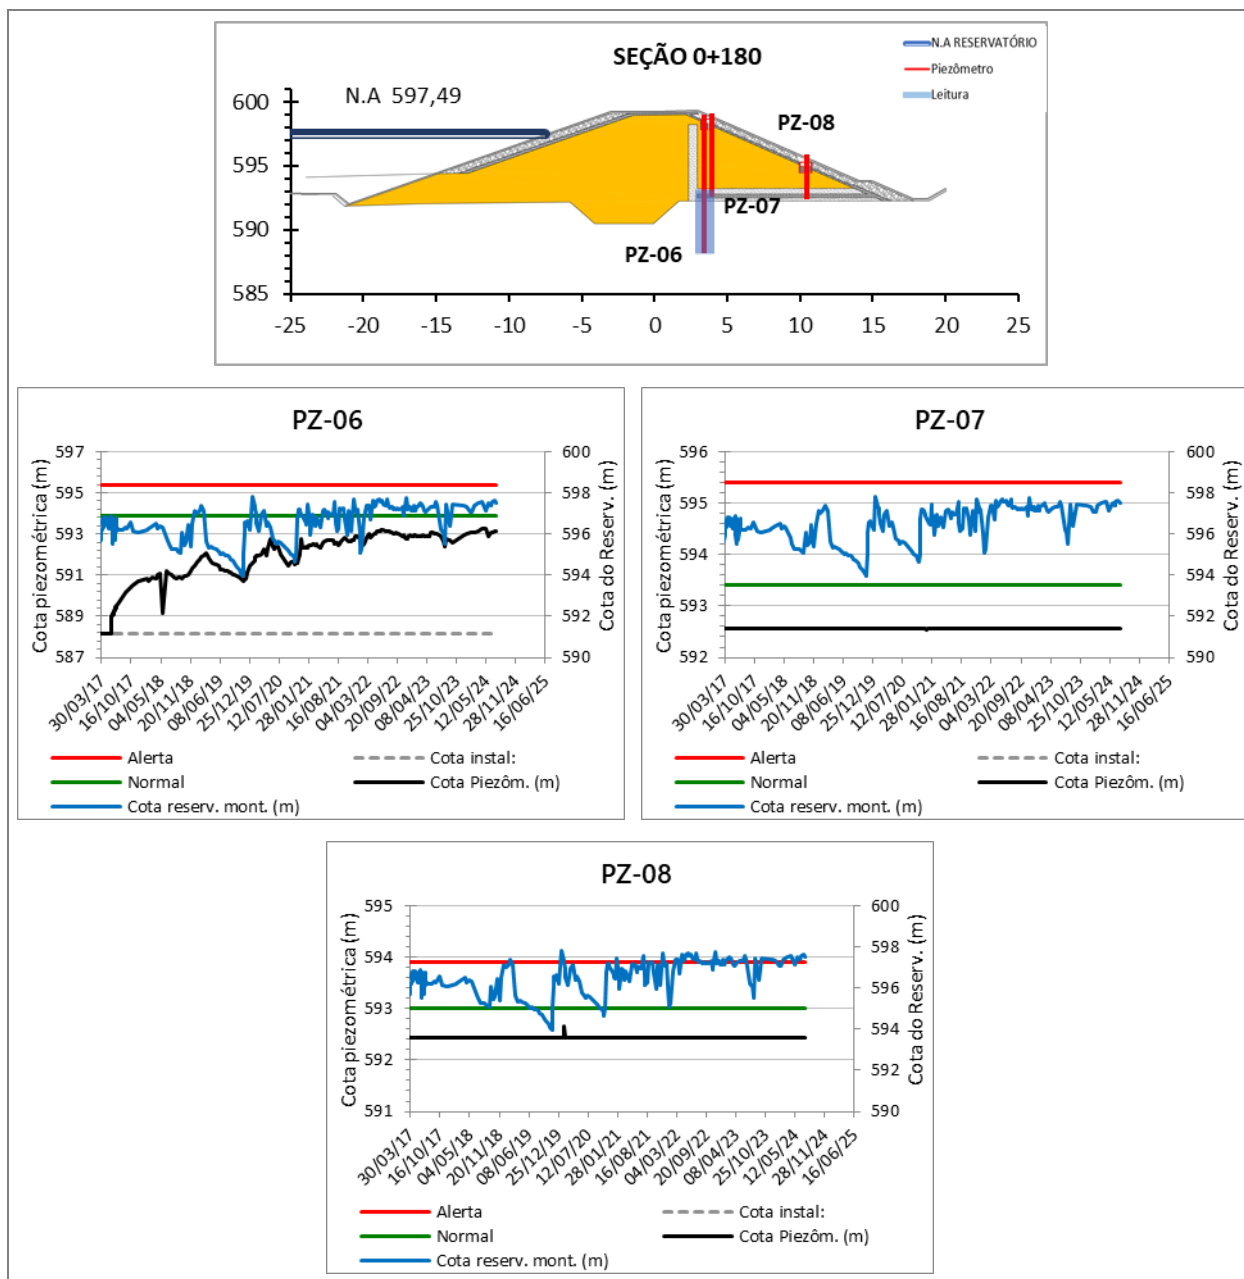 SEÇÃO 0+180
N.A RESERVATÓRIO
Piezômetro
Leitura
N.A 597,49
600
595
590
585
PZ-08
PZ-07
PZ-06
-25 -20 -15 -10 -5 0 5 10 15 20 25
PZ-06
Cota piezométrica (m)
597
595
593
591
589
587
600
598
596
594
592
590
Cota do Reserv. (m)
30/03/17 16/10/17 04/05/18 20/11/18 08/06/19 25/12/19 12/07/20 28/01/21 16/08/21 04/03/22 20/09/22 08/04/23 25/10/23 12/05/24 28/11/24 16/06/25
Alerta Cota instal:
Normal Cota Piezôm. (m)
Cota reserv. mont. (m)
PZ-07
Cota piezométrica (m)
596
595
594
593
592
600
598
596
594
592
590
Cota do Reserv. (m)
30/03/17 16/10/17 04/05/18 20/11/18 08/06/19 25/12/19 12/07/20 28/01/21 16/08/21 04/03/22 20/09/22 08/04/23 25/10/23 12/05/24 28/11/24 16/06/25
Alerta Cota instal:
Normal Cota Piezôm. (m)
Cota reserv. mont. (m)
PZ-08
Cota piezométrica (m)
595
594
593
592
591
600
598
596
594
592
590
Cota do Reserv. (m)
30/03/17 16/10/17 04/05/18 20/11/18 08/06/19 25/12/19 12/07/20 28/01/21 16/08/21 04/03/22 20/09/22 08/04/23 25/10/23 12/05/24 28/11/24 16/06/25
Alerta Cota instal:
Normal Cota Piezôm. (m)
Cota reserv. mont. (m)